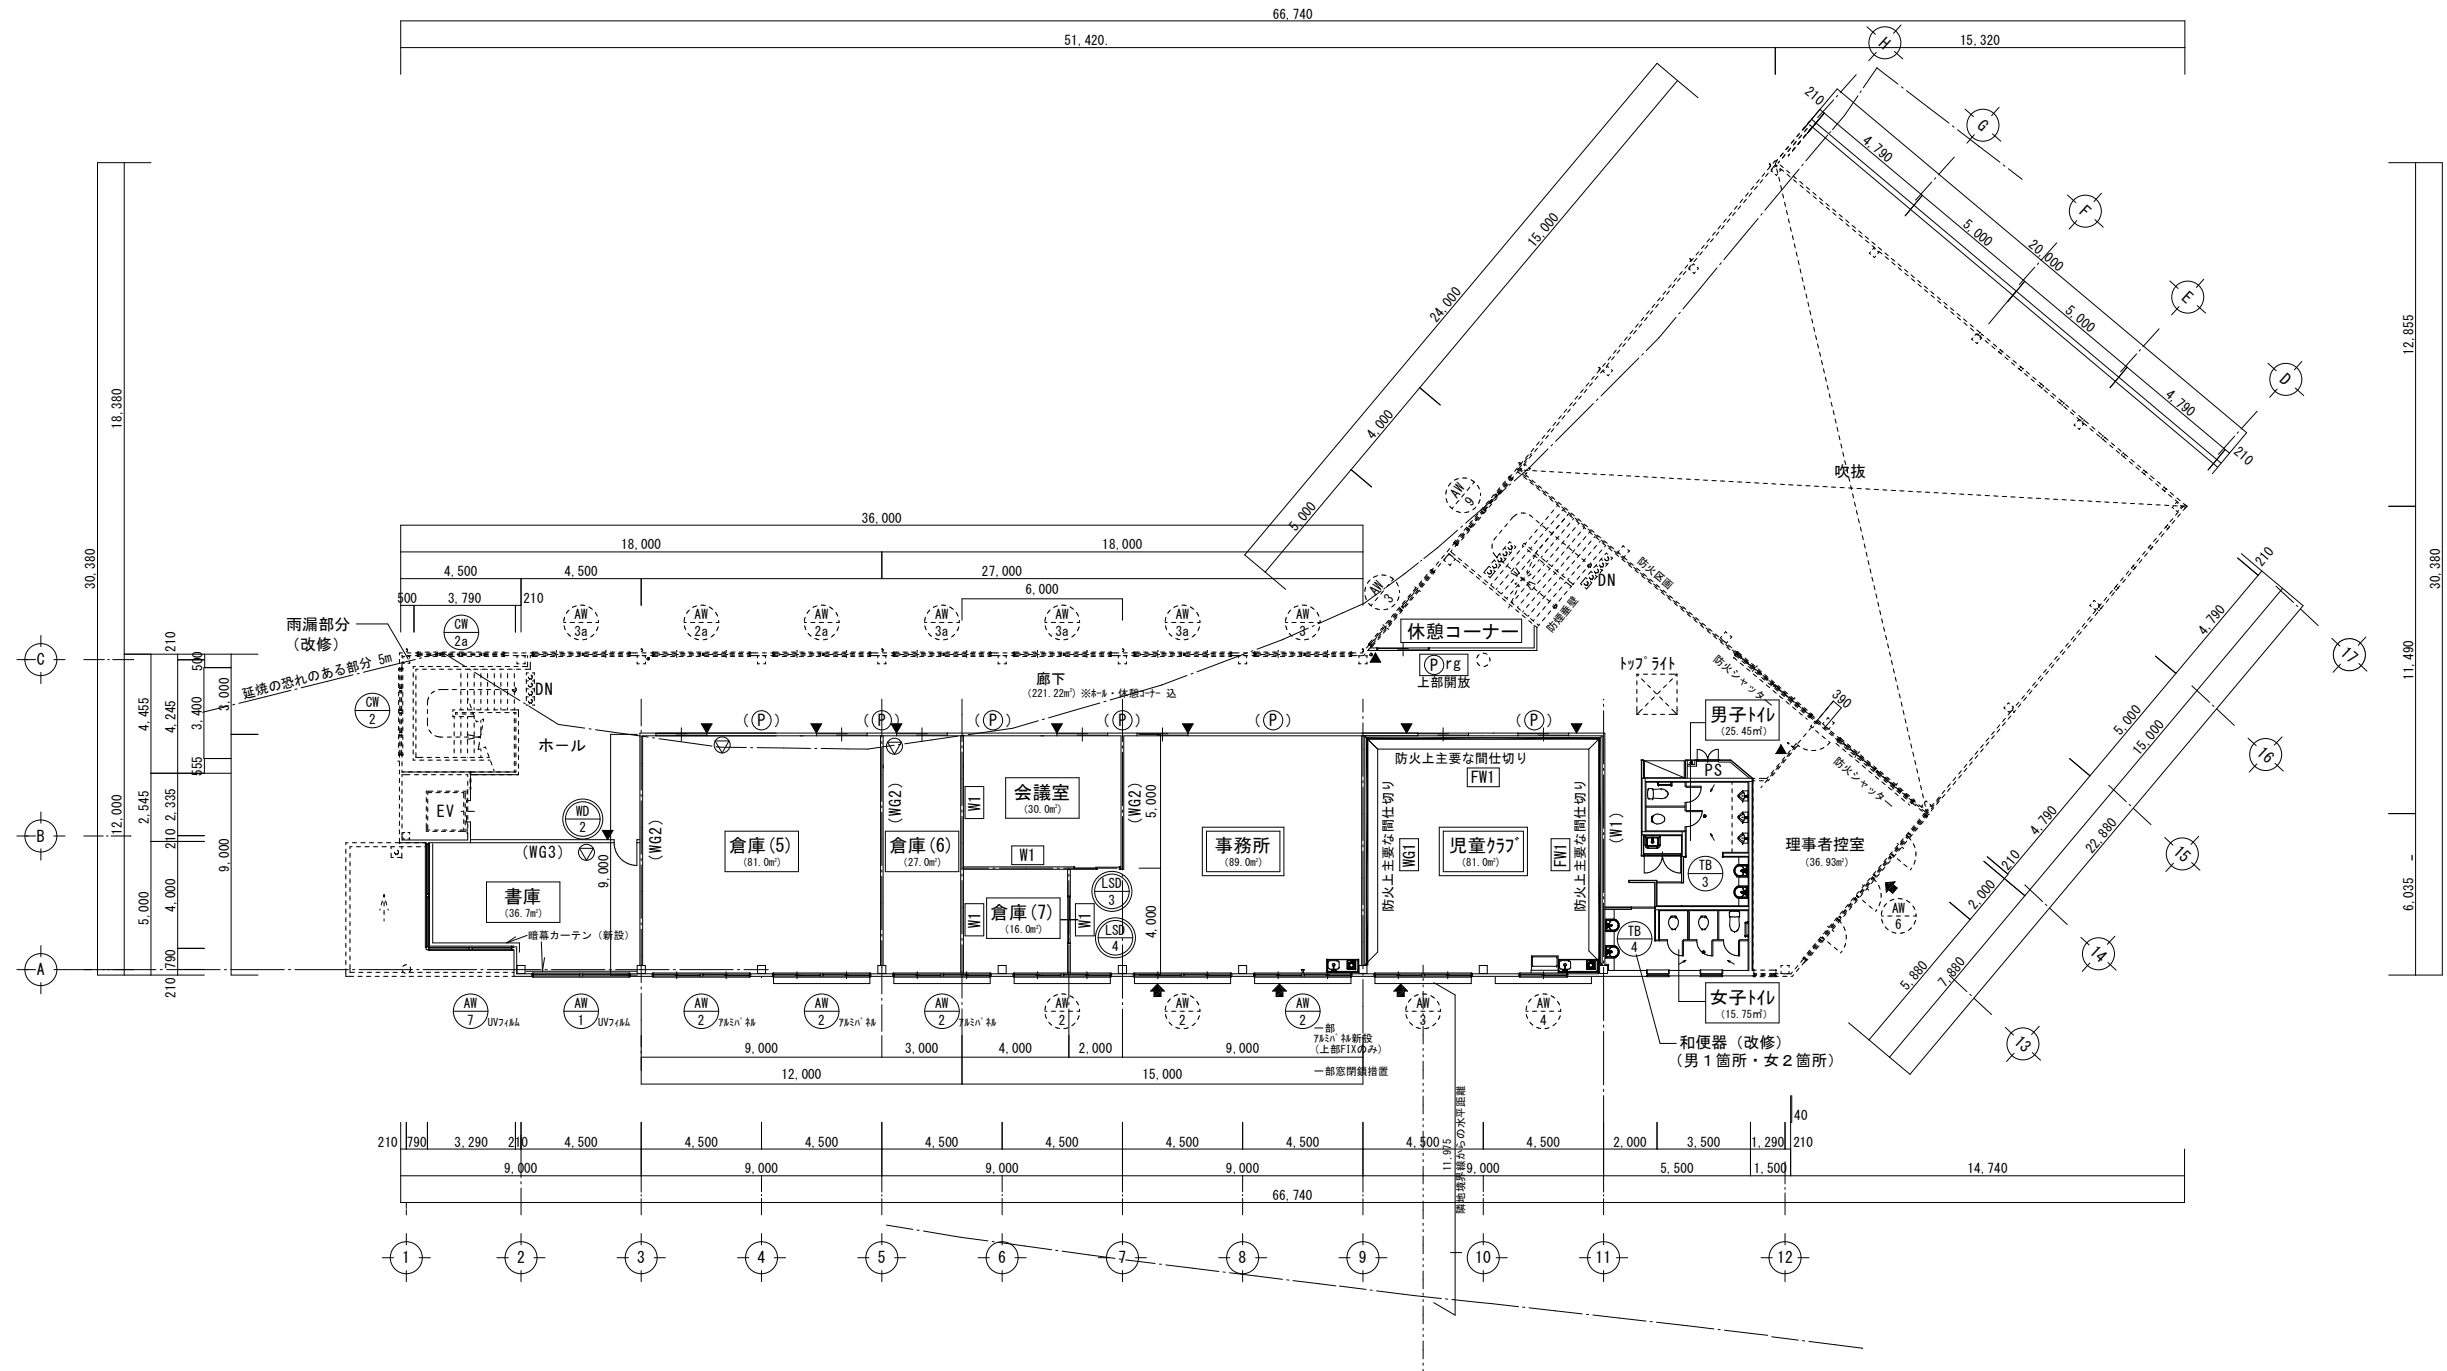 66,740
51,420.
15,320
H
G
F
E
D
210
4,790
5,000
20,000
5,000
4,790
210
15,000
24,000
4,000
5,000
18,380
30,380
12,000
12,855
11,490
30,380
6,035 -
36,000
18,000
18,000
4,500
4,500
27,000
6,000
500
3,790
210
CW
2a
AW
3a
AW
2a
AW
2a
AW
3a
AW
3a
AW
3a
AW
3
AW
3
AW
9
雨漏部分
(改修)
延焼の恐れのある部分 5m
CW
2
C
B
A
210
500
3,000
4,455
4,245
3,400
555
2,545
2,335
210
9,000
5,000
4,000
790
210
DN
ホール
EV
WD
2
(WG3)
書庫
(36.7㎡)
暗幕カーテン(新設)
9,000
(WG2)
倉庫(5)
(81.0㎡)
(WG2)
倉庫(6)
(27.0㎡)
廊下
(221.22㎡) ※ホール・休憩コーナー 込
(P)
(P)
(P)
(P)
(P)
(P)
W1
会議室
(30.0㎡)
(WG2)
5,000
W1
W1
倉庫(7)
(16.0㎡)
W1
LSD
3
LSD
4
4,000
事務所
(89.0㎡)
防火上主要な間仕切り
FW1
防火上主要な間仕切り
WG1
児童クラブ
(81.0㎡)
FW1
防火上主要な間仕切り
(W1)
休憩コーナー
Prg
上部開放
DN
防煙垂壁
防火区画
吹抜
トップライト
防火シャッター
390
防火シャッター
男子トイレ
(25.45㎡)
PS
TB
3
TB
4
理事者控室
(36.93㎡)
AW
6
女子トイレ
(15.75㎡)
和便器(改修)
(男1箇所・女2箇所)
210
4,790
5,000
15,000
4,790
22,880
210
2,000
5,880
7,880
17
16
15
14
13
AW
7
UVフィルム
AW
1
UVフィルム
AW
2
アルミパネル
AW
2
アルミパネル
AW
2
アルミパネル
AW
2
AW
2
AW
2
一部
アルミパネル新設
(上部FIXのみ)
一部窓閉鎖措置
AW
3
AW
4
9,000
3,000
4,000
2,000
9,000
12,000
15,000
11.975
隣地境界線からの水平距離
40
210
790
3,290
210
4,500
4,500
4,500
4,500
4,500
4,500
4,500
4,500
4,500
2,000
3,500
1,290
210
9,000
9,000
9,000
9,000
9,000
5,500
1,500
14,740
66,740
1
2
3
4
5
6
7
8
9
10
11
12